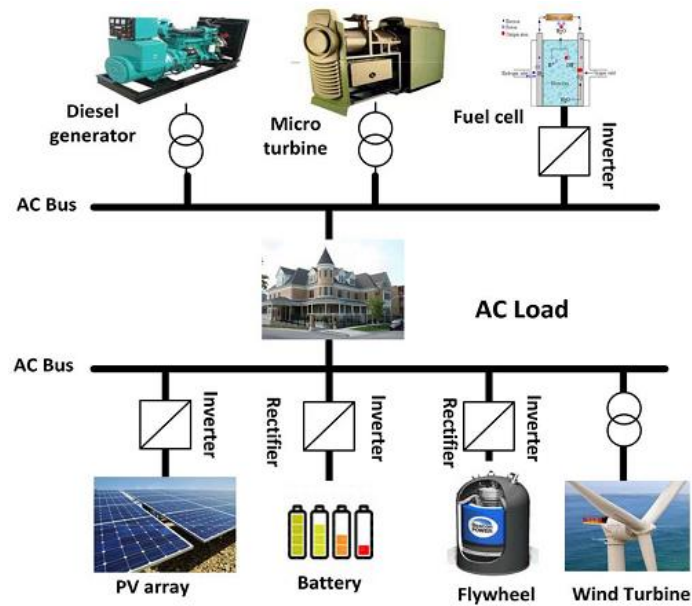 Diesel
generator
Micro
turbine
Fuel cell
Inverter
AC Bus
AC Load
AC Bus
Inverter
Rectifier
Inverter
Rectifier
Inverter
PV array
Battery
POWER
Flywheel
Wind Turbine